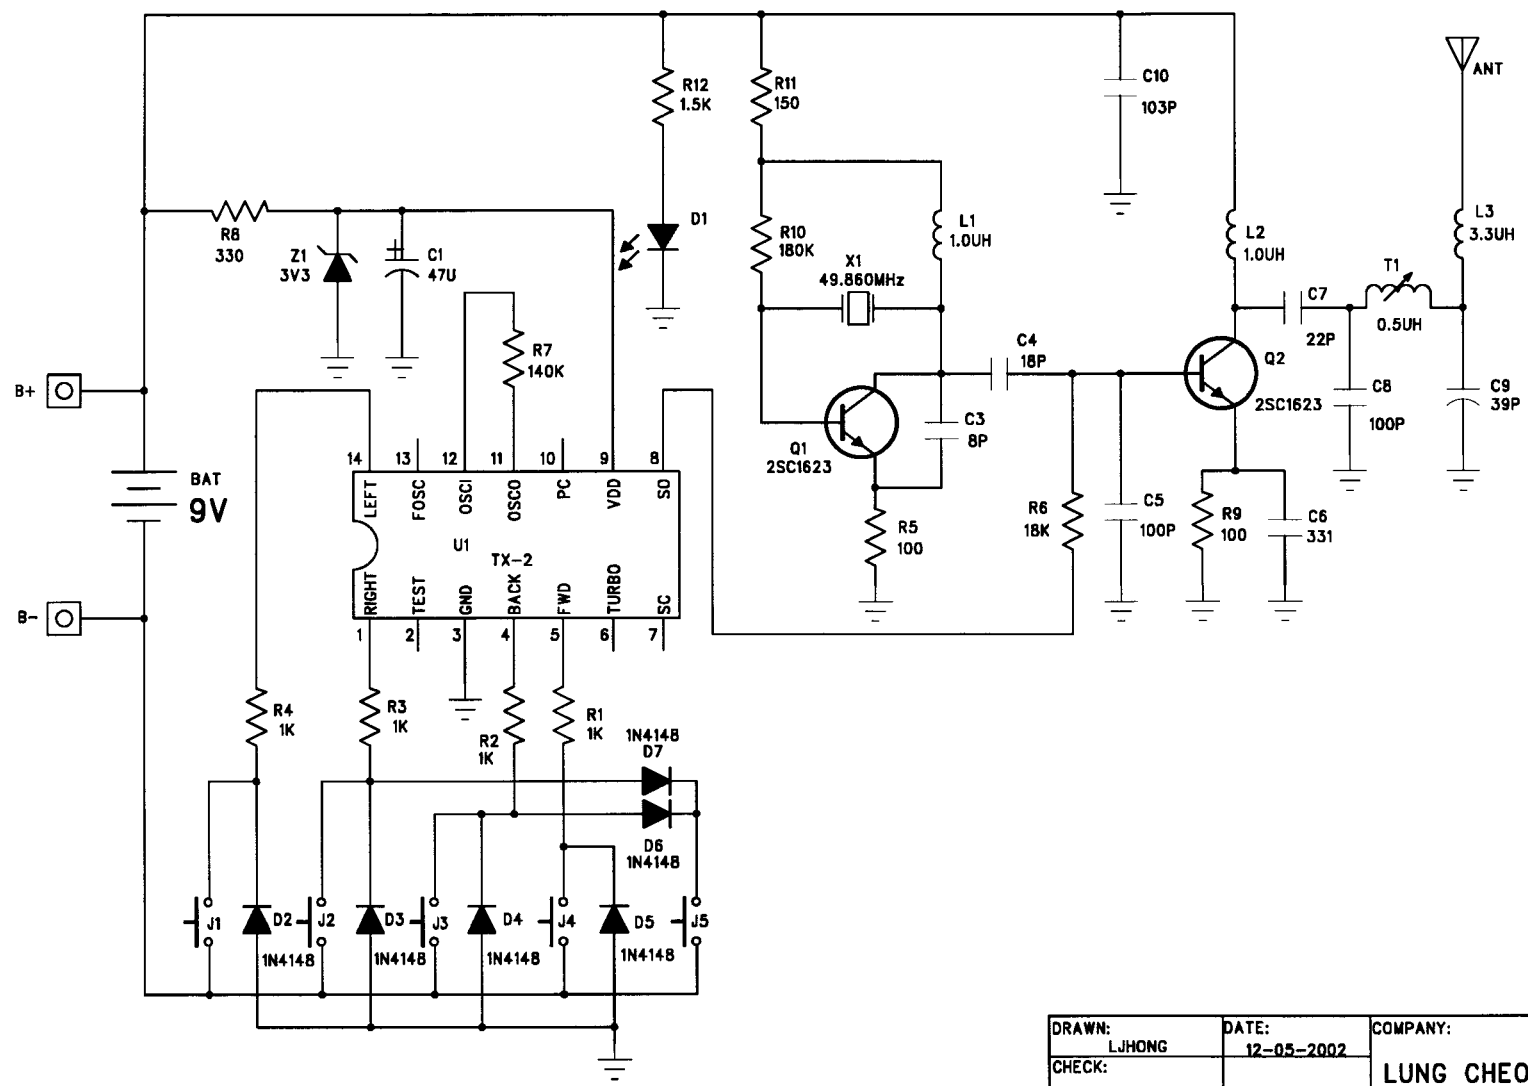 R12
1.5K
R11
150
C10
103P
ANT
R8
330
Z1
3V3
C1
47U
D1
R10
180K
L1
1.0UH
L2
1.0UH
L3
3.3UH
X1
49.860MHz
T1
0.5UH
C7
22P
R7
140K
C4
18P
Q2
2SC1623
C8
100P
C9
39P
B+
C3
8P
Q1
2SC1623
BAT
9V
14 13 12 11 10 9 8
LEFT FOSC OSCI OSCO PC VDD SO
U1
TX-2
RIGHT TEST GND BACK FWD TURBO SC
1 2 3 4 5 6 7
R5
100
R6
18K
C5
100P
R9
100
C6
331
B-
R4
1K
R3
1K
R2
1K
R1
1K
1N4148
D7
D6
1N4148
J1 D2 J2 D3 J3 D4 J4 D5 J5
1N4148 1N4148 1N4148 1N4148
DRAWN: DATE: COMPANY:
LJHONG 12-05-2002
CHECK:
LUNG CHEO